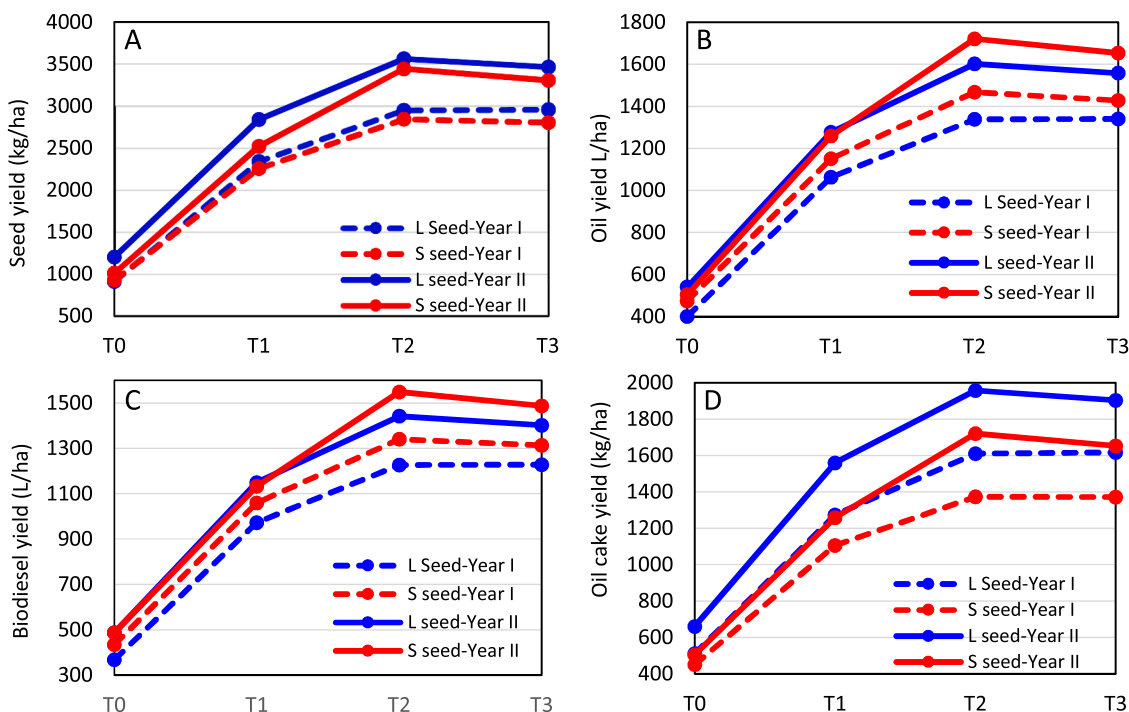 A
Seed yield (kg/ha)
4000
3500
3000
2500
2000
1500
1000
500
T0 T1 T2 T3
L Seed-Year I
S seed-Year I
L seed-Year II
S seed-Year II
B
Oil yield L/ha)
1800
1600
1400
1200
1000
800
600
400
T0 T1 T2 T3
L Seed-Year I
S seed-Year I
L Seed-Year II
S seed-Year II
C
Biodiesel yield (L/ha)
1500
1300
1100
900
700
500
300
T0 T1 T2 T3
L Seed-Year I
S seed-Year I
L seed-Year II
S seed-Year II
D
Oil cake yield (kg/ha)
2000
1800
1600
1400
1200
1000
800
600
400
T0 T1 T2 T3
L Seed-Year I
S seed-Year I
L seed-Year II
S seed-Year II